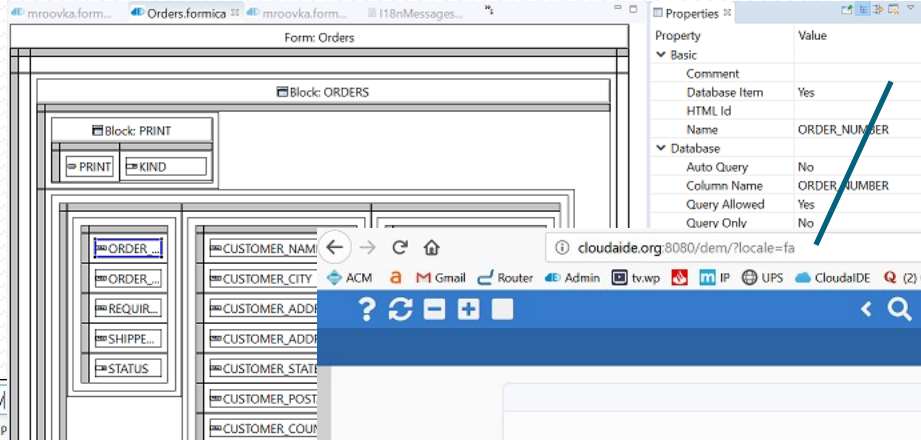 mroovka.form... Orders.formica mroovka.form... I18nMessages...
Form: Orders
Block: ORDERS
Block: PRINT
PRINT KIND
ORDER_...
ORDER_...
REQUIR...
SHIPPE...
STATUS
CUSTOMER_NAM
CUSTOMER_CITY
CUSTOMER_ADDR
CUSTOMER_ADDR
CUSTOMER_STATE
CUSTOMER_POST
CUSTOMER_COUN
Properties
Property Value
Basic
Comment
Database Item Yes
HTML Id
Name ORDER_NUMBER
Database
Auto Query No
Column Name ORDER_NUMBER
Query Allowed Yes
Query Only No
cloudaide.org:8080/dem/?locale=fa
ACM Gmail Router Admin tv.wp IP UPS CloudaIDE (2)